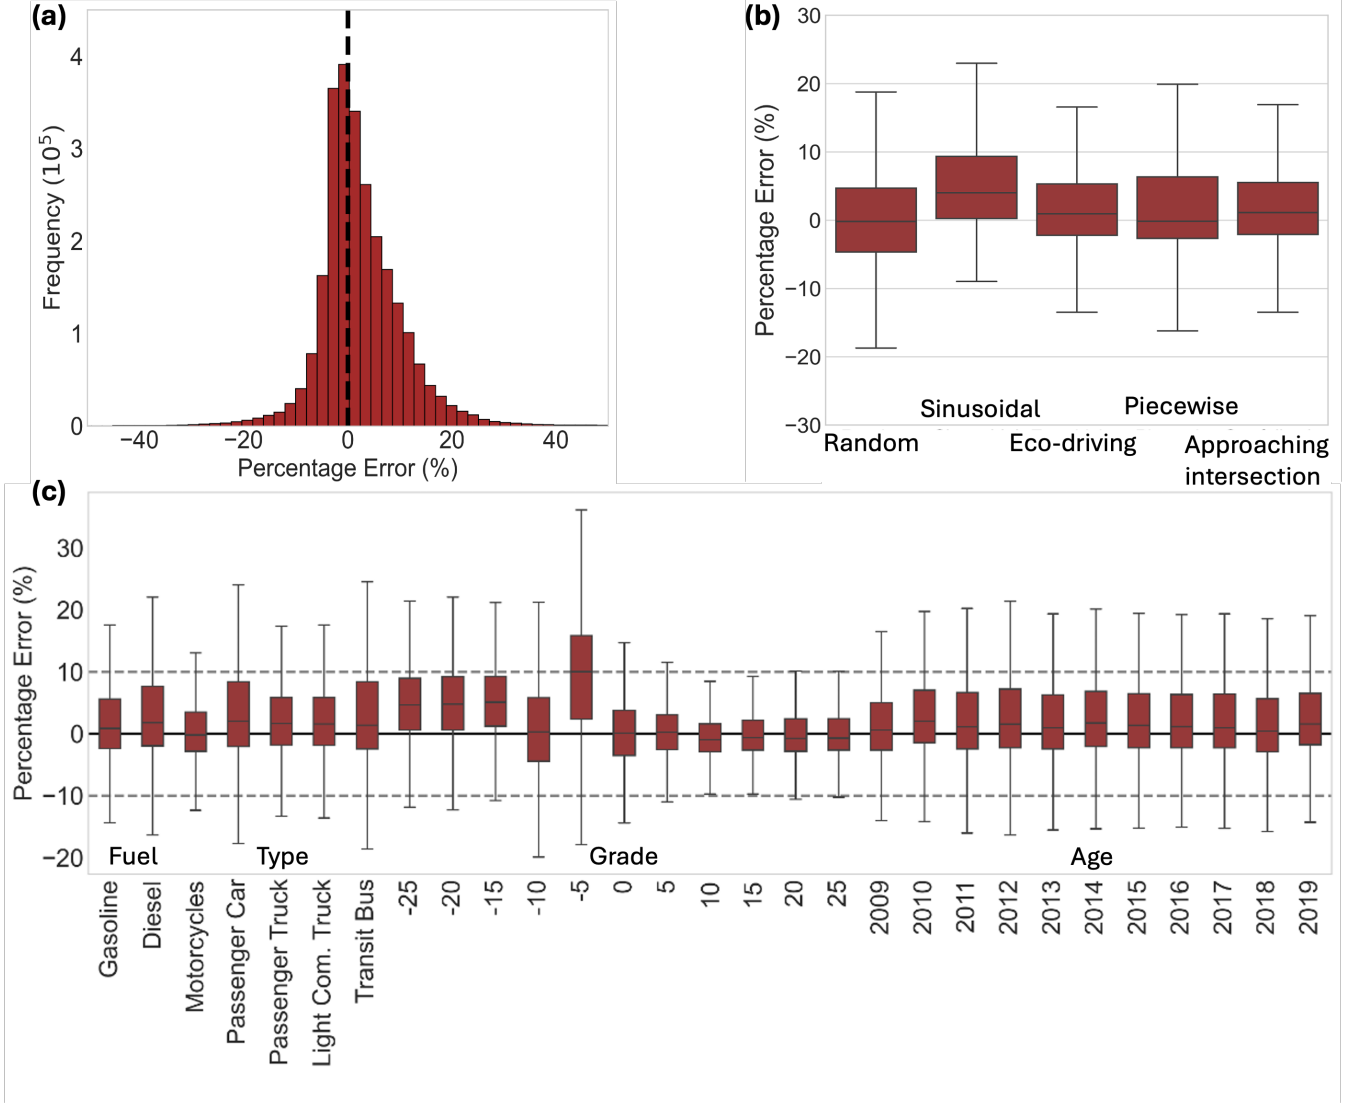 (a)
4
3
2
1
0
Frequency (10⁵)
−40
−20
0
20
40
Percentage Error (%)
(b)
30
20
10
0
−10
−20
−30
Percentage Error (%)
Sinusoidal
Piecewise
Random
Eco-driving
Approaching
intersection
(c)
30
20
10
0
−10
−20
Percentage Error (%)
Fuel
Type
Grade
Age
Gasoline
Diesel
Motorcycles
Passenger Car
Passenger Truck
Light Com. Truck
Transit Bus
-25
-20
-15
-10
-5
0
5
10
15
20
25
2009
2010
2011
2012
2013
2014
2015
2016
2017
2018
2019